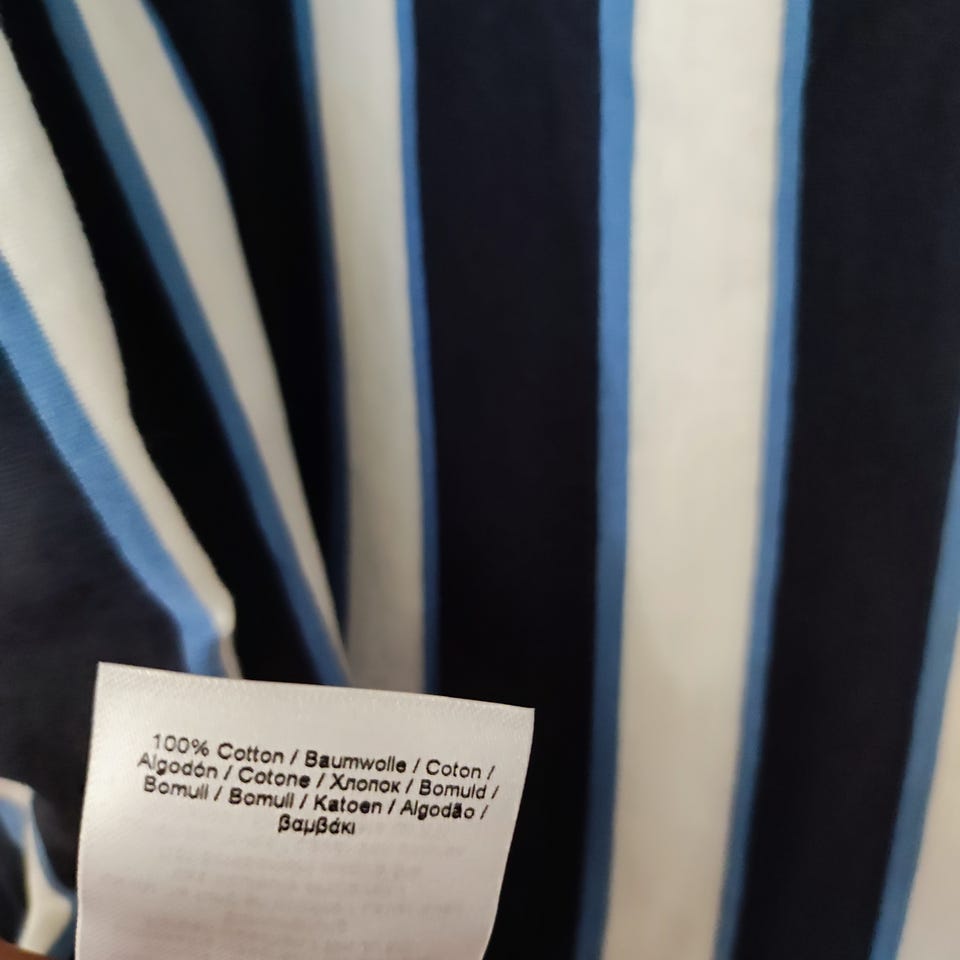 100% Cotton / Baumwolle / Coton /
Algodón / Cotone / Хлопок / Bomuld /
Bomull / Bomull / Katoen / Algodão /
βαμβάκι